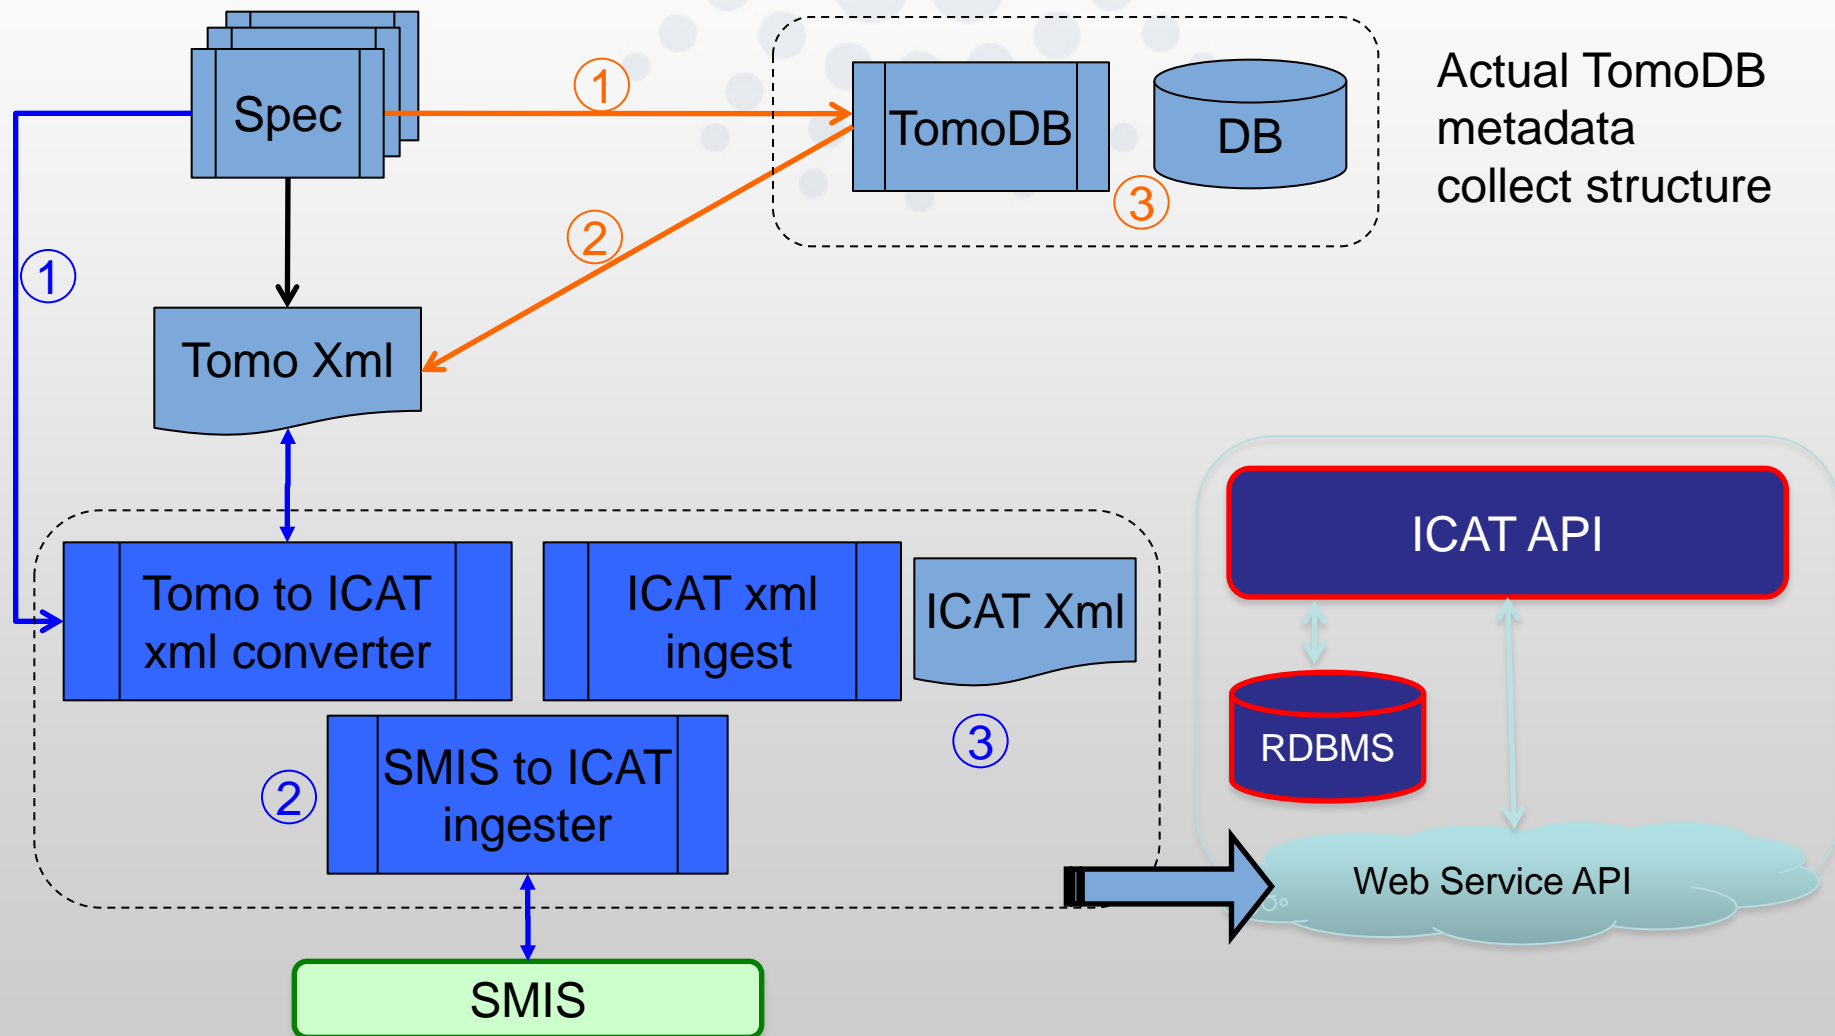 Spec
①
TomoDB
DB
③
Actual TomoDB
metadata
collect structure
②
①
Tomo Xml
Tomo to ICAT
xml converter
ICAT xml
ingest
ICAT Xml
③
②
SMIS to ICAT
ingester
SMIS
ICAT API
RDBMS
Web Service API